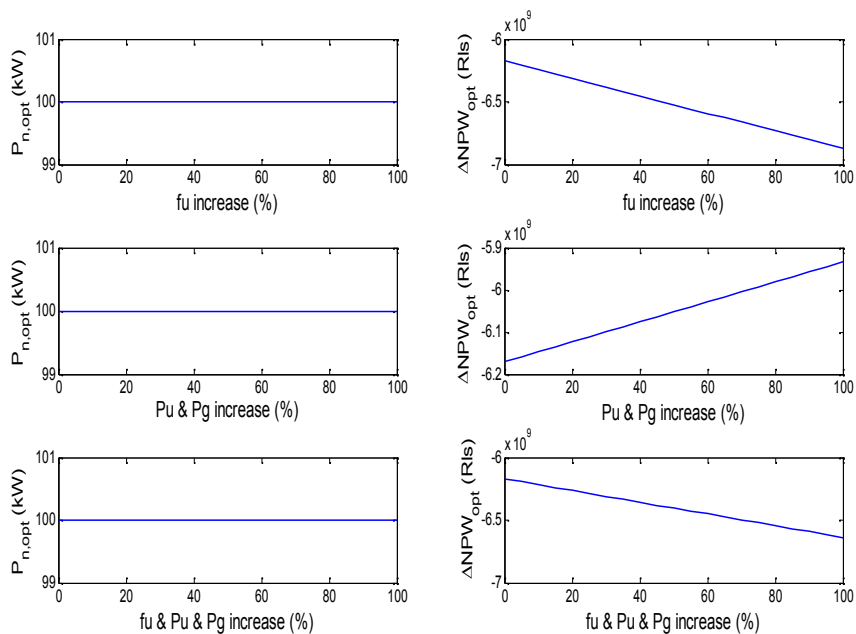 101
100
99
P_n,opt (kW)
0 20 40 60 80 100
fu increase (%)
x 10^9
-6
-6.5
-7
ΔNPW_opt (Rls)
0 20 40 60 80 100
fu increase (%)
101
100
99
P_n,opt (kW)
0 20 40 60 80 100
Pu & Pg increase (%)
x 10^9
-5.9
-6
-6.1
-6.2
ΔNPW_opt (Rls)
0 20 40 60 80 100
Pu & Pg increase (%)
101
100
99
P_n,opt (kW)
0 20 40 60 80 100
fu & Pu & Pg increase (%)
x 10^9
-6
-6.5
-7
ΔNPW_opt (Rls)
0 20 40 60 80 100
fu & Pu & Pg increase (%)